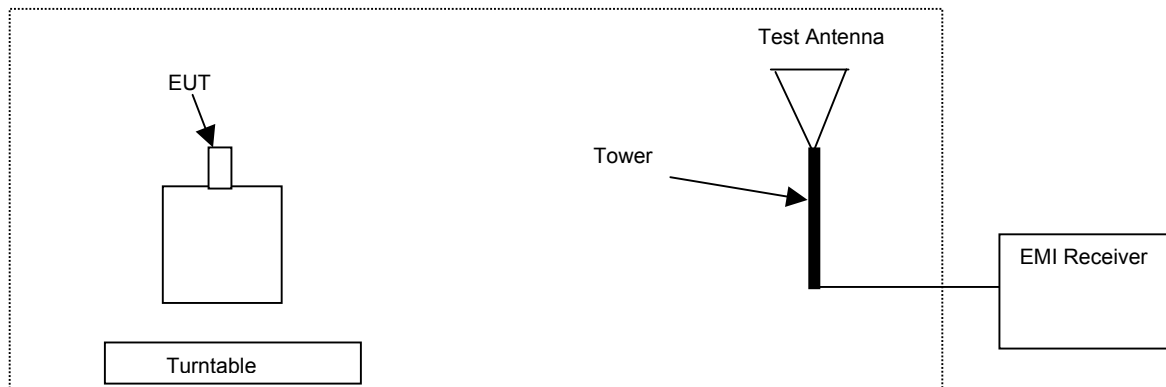 Test Antenna
EUT
Tower
EMI Receiver
Turntable